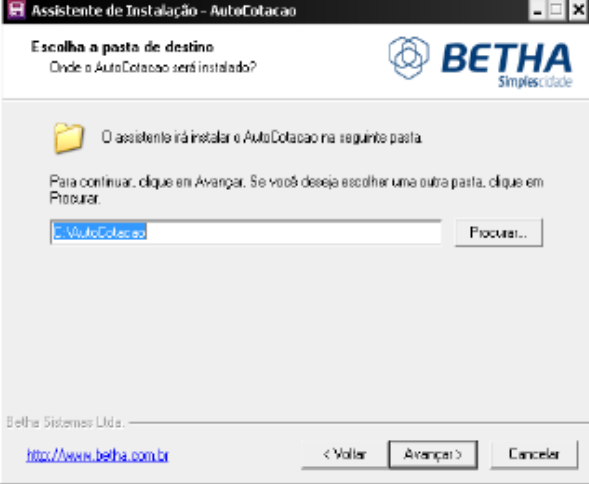 Assistente de Instalação - AutoCotacao
Escolha a pasta de destino
Onde o AutoCotacao será instalado?
BETHA
Simplescidade
O assistente irá instalar o AutoCotacao na seguinte pasta.
Para continuar, clique em Avançar. Se você deseja escolher uma outra pasta, clique em
Procurar.
C:\AutoCotacao
Procurar...
Betha Sistemas Ltda.
http://www.betha.com.br
< Voltar
Avançar >
Cancelar